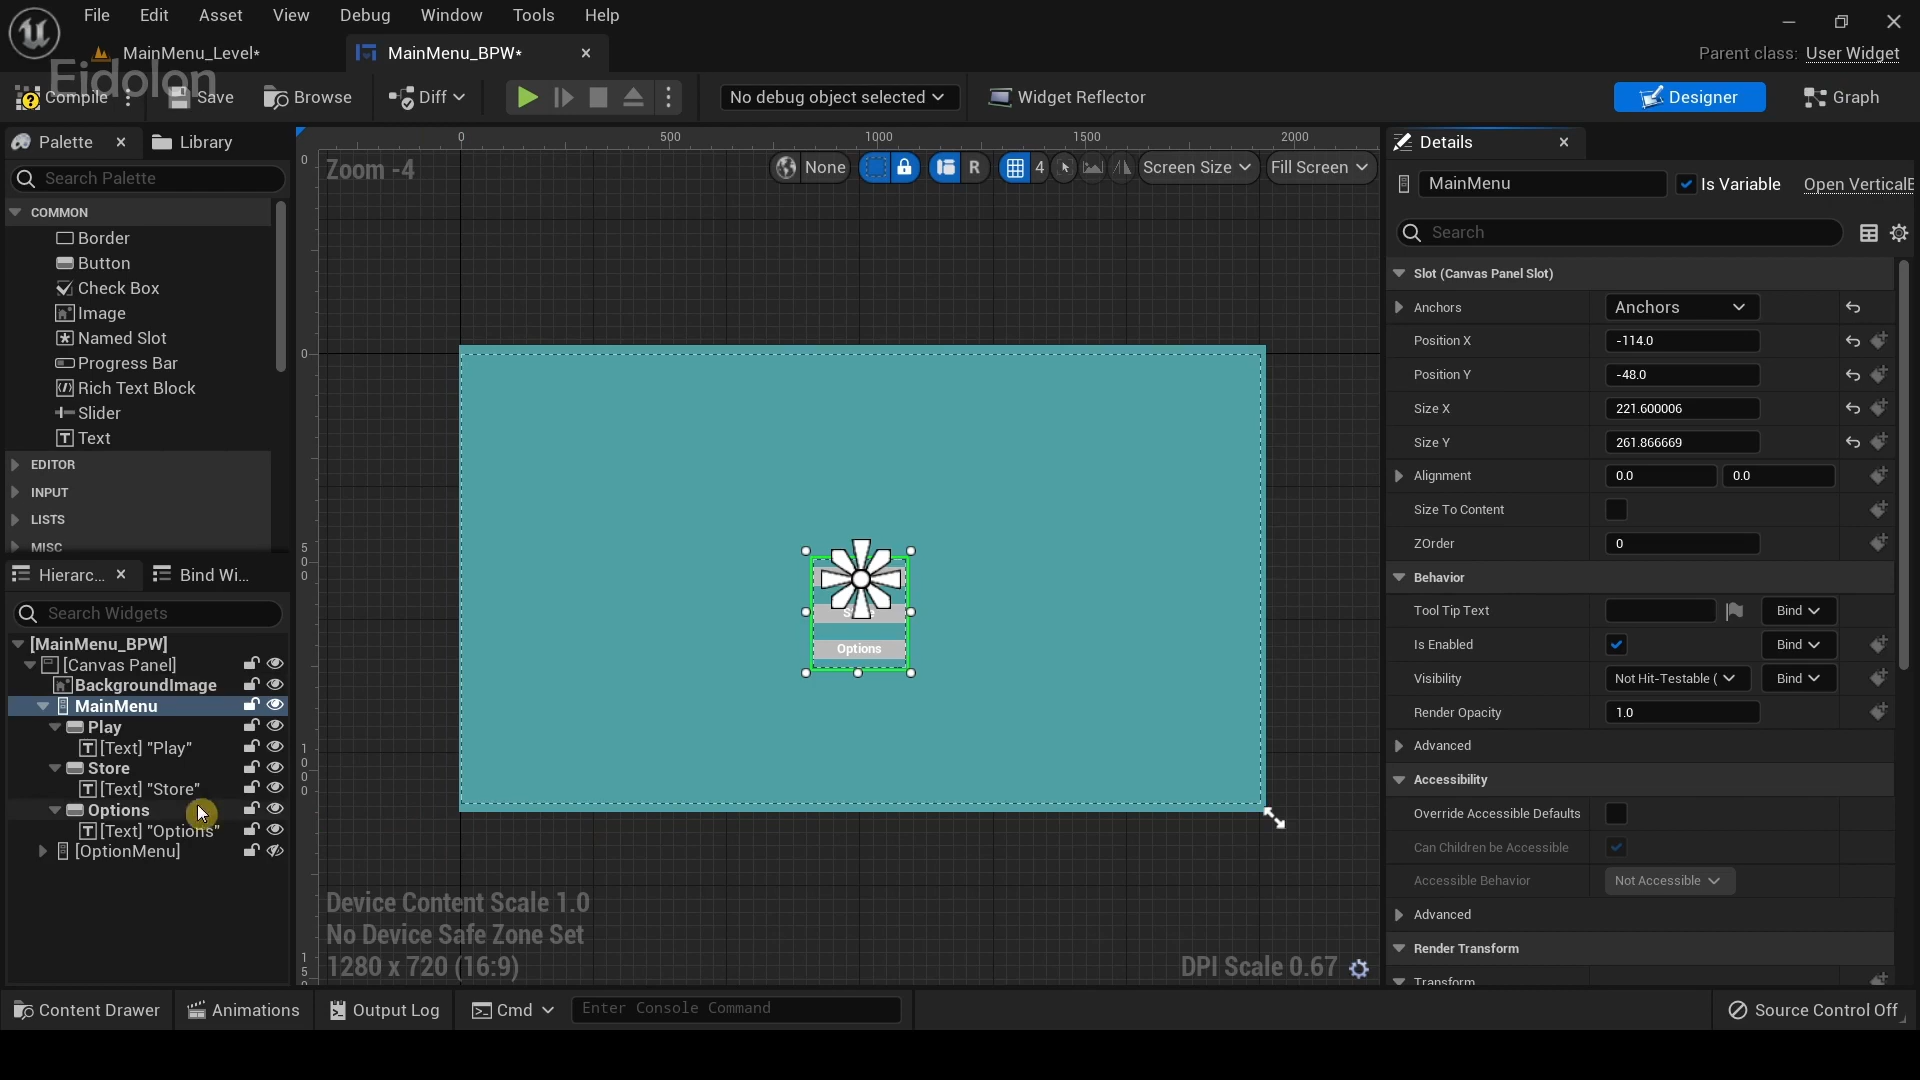 File Edit Asset View Debug Window Tools Help
MainMenu_Level*
MainMenu_BPW*
Parent class: User Widget
Eidolon
Compile
Save
Browse
Diff
No debug object selected
Widget Reflector
Designer
Graph
Palette
Library
Search Palette
COMMON
Border
Button
Check Box
Image
Named Slot
Progress Bar
Rich Text Block
Slider
Text
EDITOR
INPUT
LISTS
MISC
Hierarc...
Bind Wi...
Search Widgets
[MainMenu_BPW]
[Canvas Panel]
BackgroundImage
MainMenu
Play
[Text] "Play"
Store
[Text] "Store"
Options
[Text] "Options"
[OptionMenu]
0 500 1000 1500 2000
0
0
500
1000
15
Zoom -4
None
R
4
Screen Size
Fill Screen
Options
Device Content Scale 1.0
No Device Safe Zone Set
1280 x 720 (16:9)
DPI Scale 0.67
Details
MainMenu
Is Variable
Open VerticalB
Search
Slot (Canvas Panel Slot)
Anchors Anchors
Position X -114.0
Position Y -48.0
Size X 221.600006
Size Y 261.866669
Alignment 0.0 0.0
Size To Content
ZOrder 0
Behavior
Tool Tip Text Bind
Is Enabled Bind
Visibility Not Hit-Testable ( Bind
Render Opacity 1.0
Advanced
Accessibility
Override Accessible Defaults
Can Children be Accessible
Accessible Behavior Not Accessible
Advanced
Render Transform
Transform
Content Drawer
Animations
Output Log
Cmd
Enter Console Command
Source Control Off